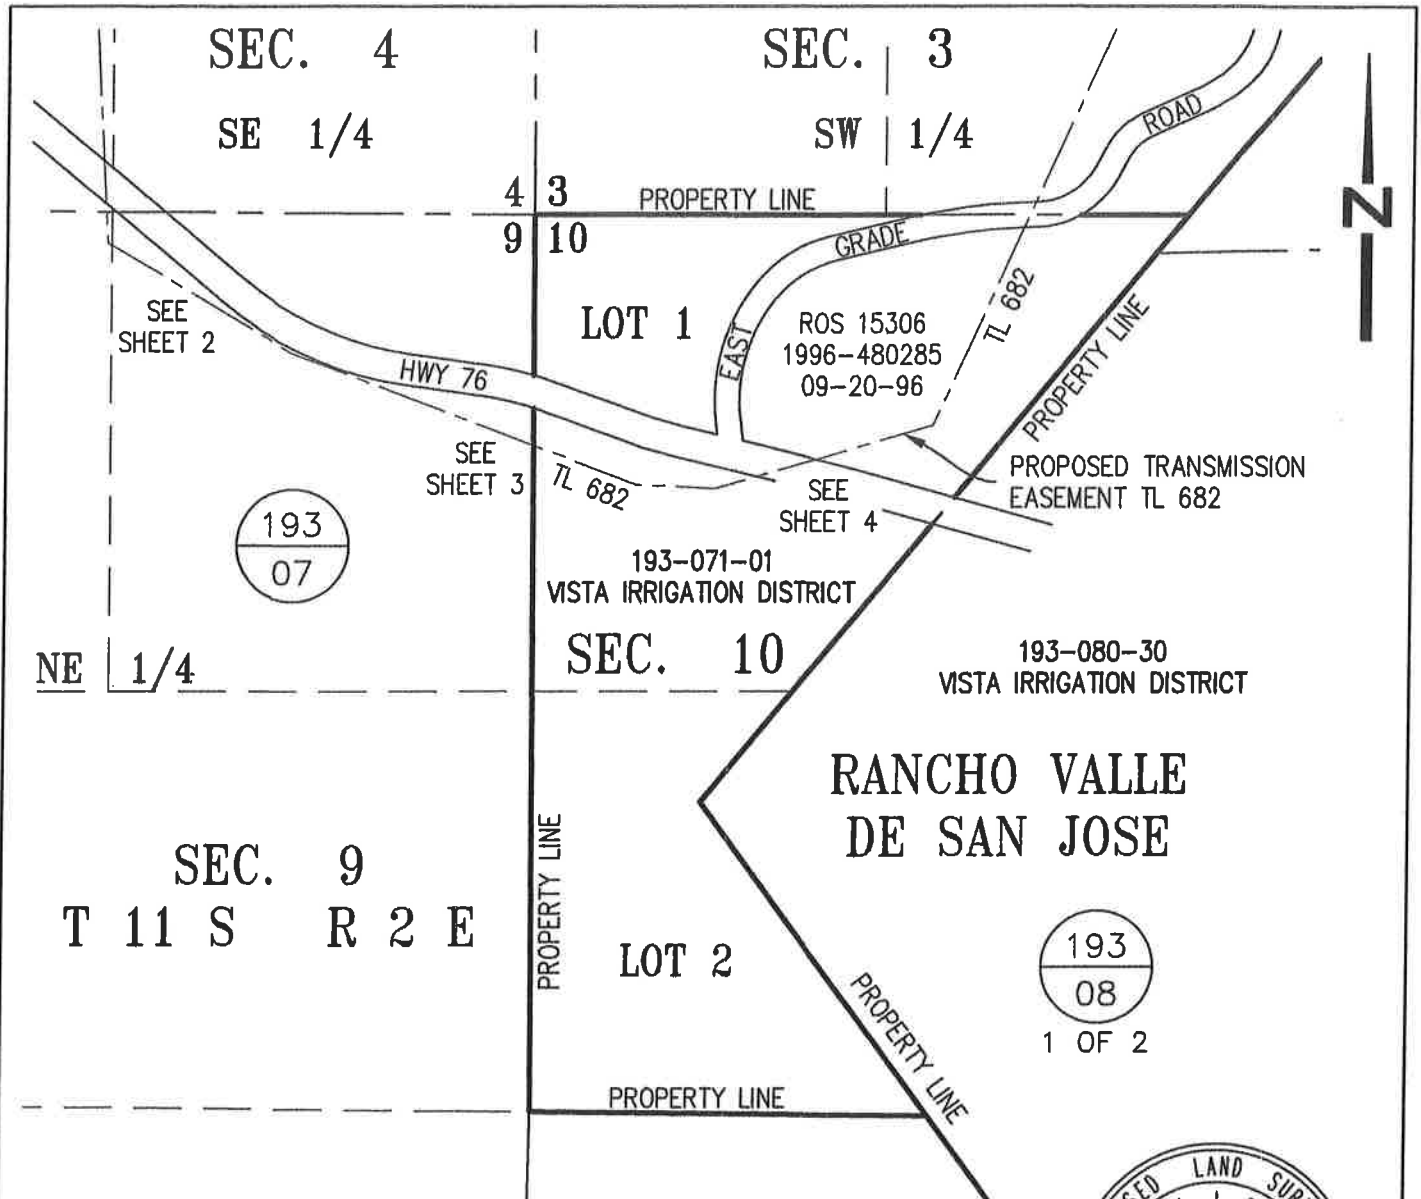 SEC. 4
SEC. 3
SE 1/4
SW 1/4
ROAD
4 3
PROPERTY LINE
N
9 10
GRADE
SEE
SHEET 2
LOT 1
EAST
ROS 15306
1996-480285
09-20-96
TL 682
PROPERTY LINE
HWY 76
SEE
SHEET 3
TL 682
SEE
SHEET 4
PROPOSED TRANSMISSION
EASEMENT TL 682
193
07
193-071-01
VISTA IRRIGATION DISTRICT
NE 1/4
SEC. 10
193-080-30
VISTA IRRIGATION DISTRICT
RANCHO VALLE
DE SAN JOSE
SEC. 9
T 11 S R 2 E
PROPERTY LINE
LOT 2
193
08
1 OF 2
PROPERTY LINE
PROPERTY LINE
LAND